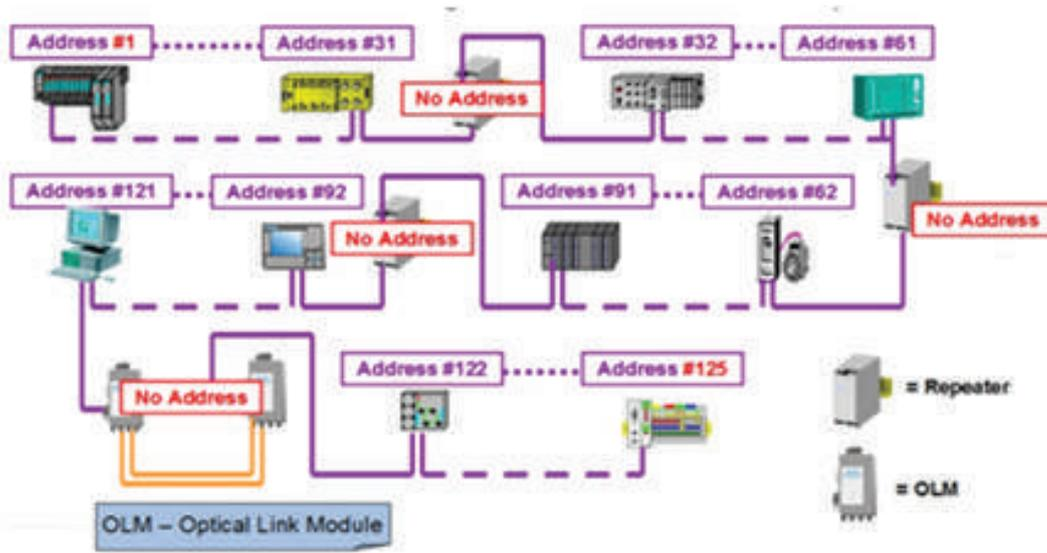 Address #1
Address #31
Address #32
Address #61
No Address
Address #121
Address #92
Address #91
Address #62
No Address
No Address
Address #122
Address #125
No Address
= Repeater
= OLM
OLM – Optical Link Module